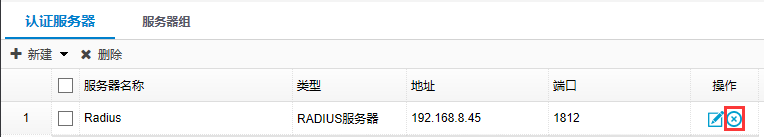 认证服务器 服务器组
新建 删除
服务器名称 类型 地址 端口 操作
1 Radius RADIUS服务器 192.168.8.45 1812